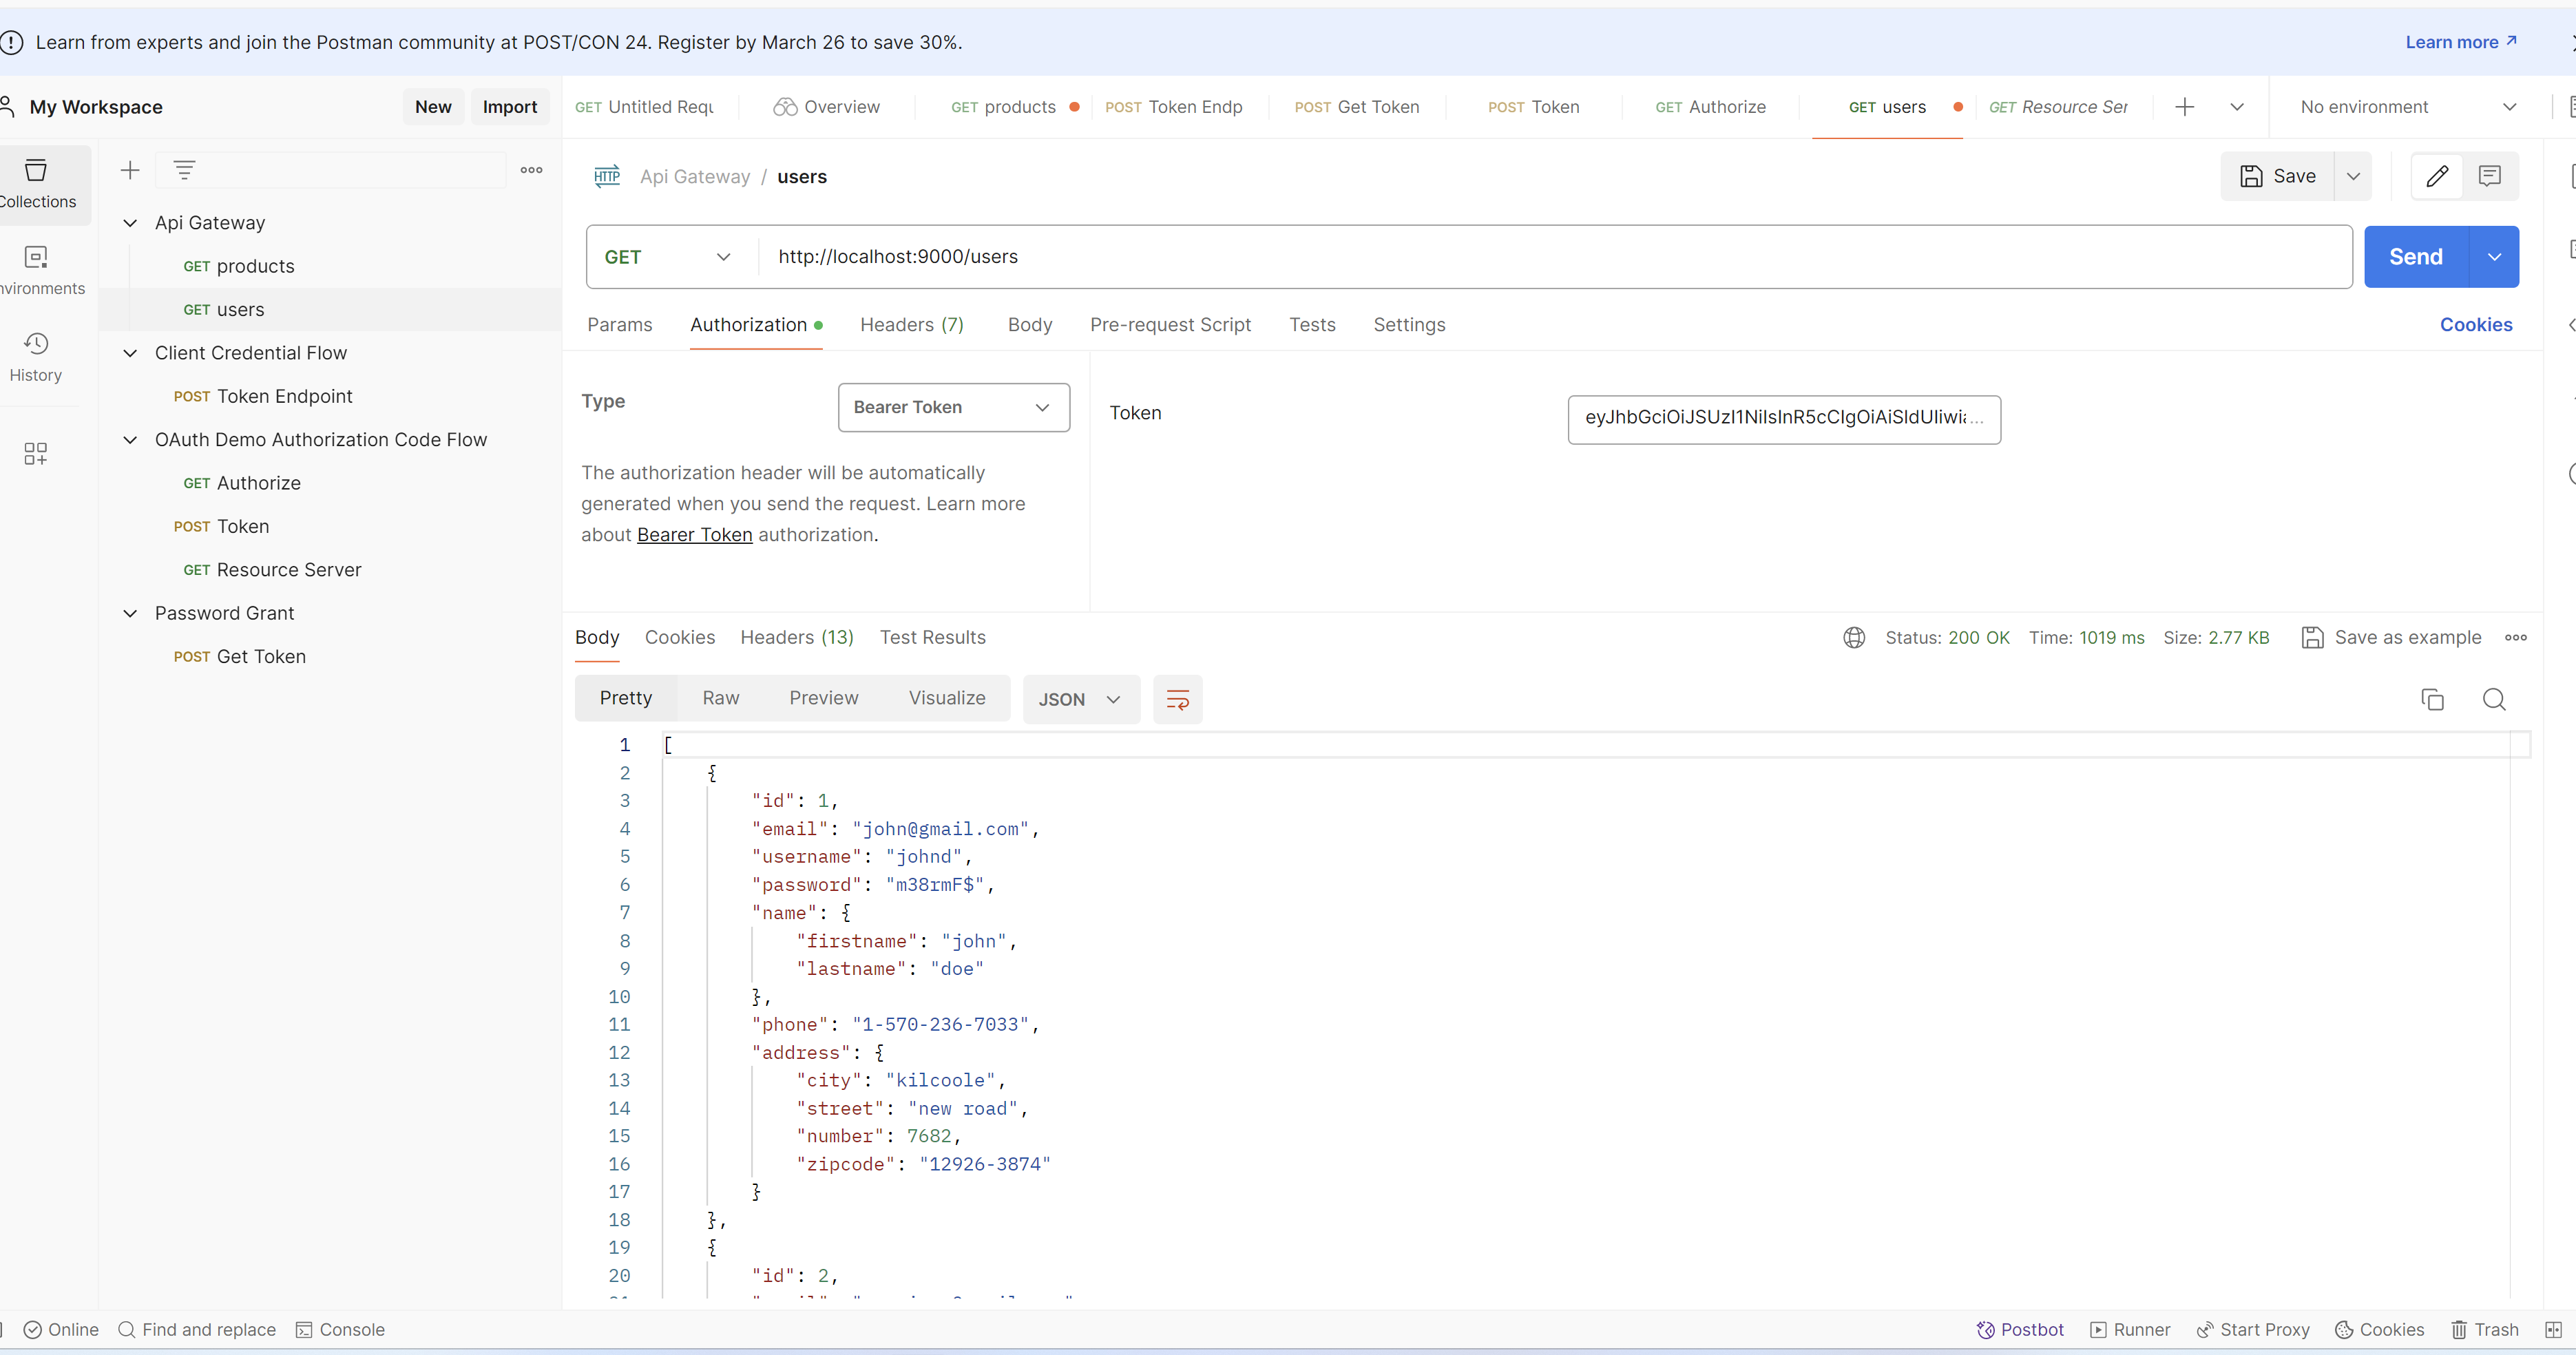 Learn from experts and join the Postman community at POST/CON 24. Register by March 26 to save 30%.
Learn more
My Workspace
New
Import
GET Untitled Requ
Overview
GET products
POST Token Endp
POST Get Token
POST Token
GET Authorize
GET users
GET Resource Ser
No environment
Collections
nvironments
History
Api Gateway
GET products
GET users
Client Credential Flow
POST Token Endpoint
OAuth Demo Authorization Code Flow
GET Authorize
POST Token
GET Resource Server
Password Grant
POST Get Token
HTTP Api Gateway / users
Save
GET
http://localhost:9000/users
Send
Params
Authorization
Headers (7)
Body
Pre-request Script
Tests
Settings
Cookies
Type
Bearer Token
The authorization header will be automatically
generated when you send the request. Learn more
about Bearer Token authorization.
Token
Body
Cookies
Headers (13)
Test Results
Status: 200 OK
Time: 1019 ms
Size: 2.77 KB
Save as example
Pretty
Raw
Preview
Visualize
JSON
1 [
2 {
3 "id": 1,
4 "email": "john@gmail.com",
5 "username": "johnd",
6 "password": "m38rmF$",
7 "name": {
8 "firstname": "john",
9 "lastname": "doe"
10 },
11 "phone": "1-570-236-7033",
12 "address": {
13 "city": "kilcoole",
14 "street": "new road",
15 "number": 7682,
16 "zipcode": "12926-3874"
17 }
18 },
19 {
20 "id": 2,
Online
Find and replace
Console
Postbot
Runner
Start Proxy
Cookies
Trash